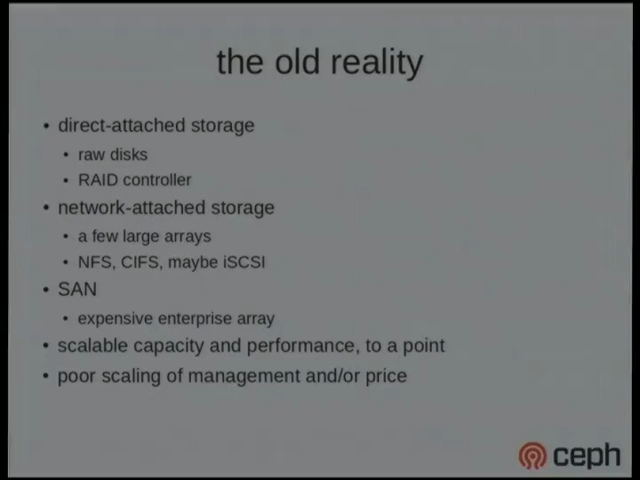 the old reality
• direct-attached storage
• raw disks
• RAID controller
• network-attached storage
• a few large arrays
• NFS, CIFS, maybe iSCSI
• SAN
• expensive enterprise array
• scalable capacity and performance, to a point
• poor scaling of management and/or price
ceph